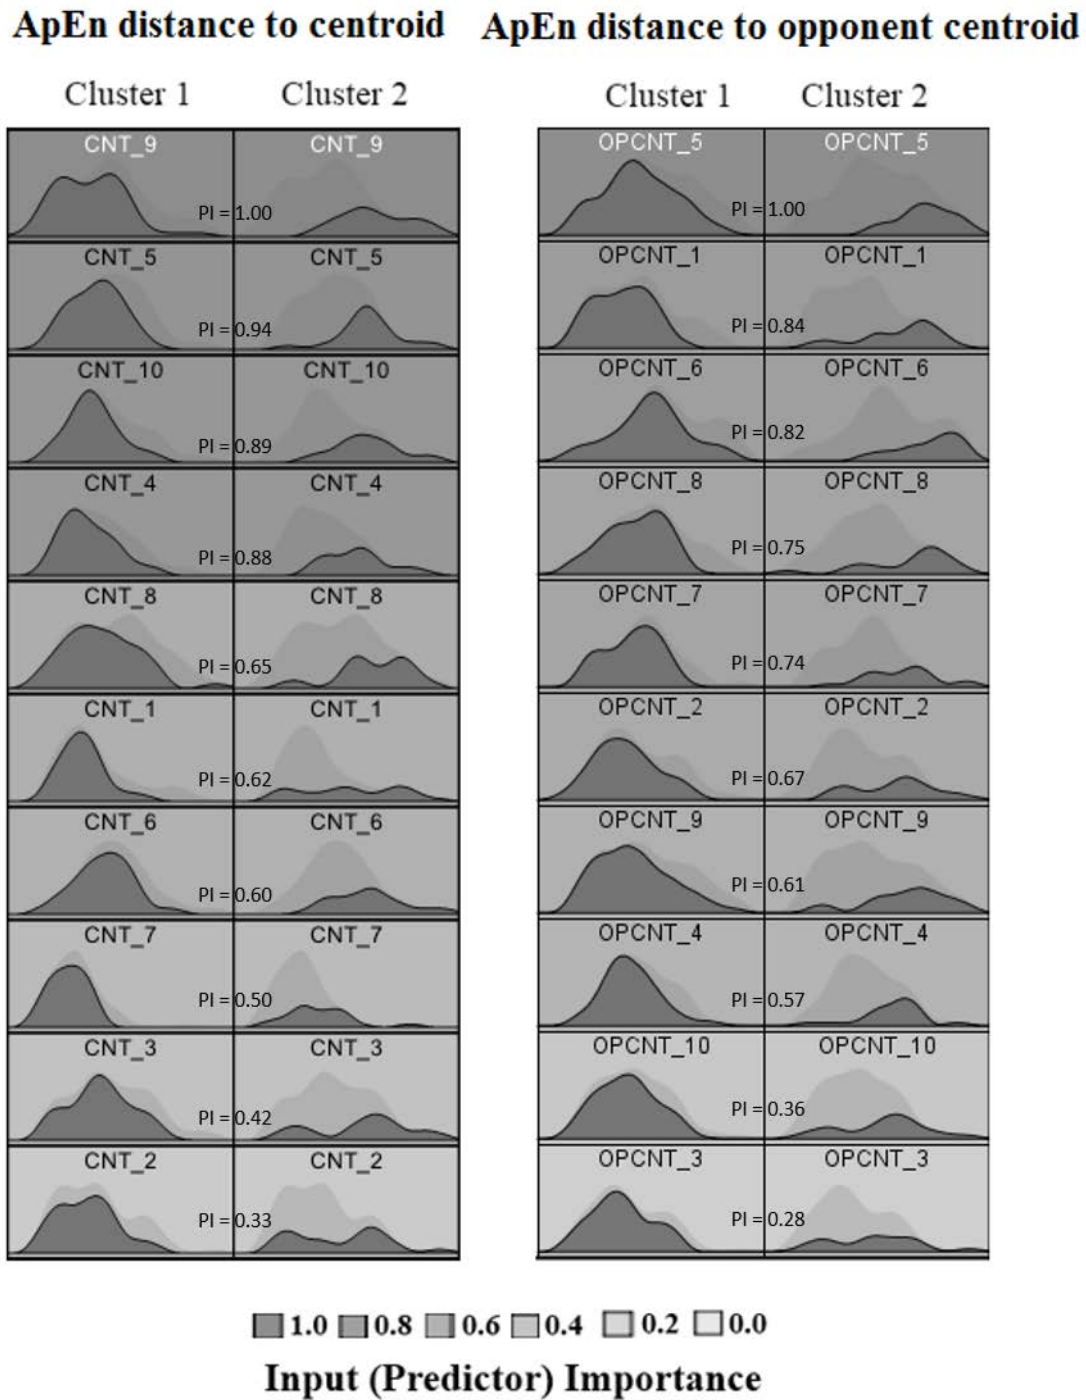 ApEn distance to centroid
ApEn distance to opponent centroid
Cluster 1 Cluster 2
Cluster 1 Cluster 2
CNT_9 CNT_9
PI = 1.00
CNT_5 CNT_5
PI = 0.94
CNT_10 CNT_10
PI = 0.89
CNT_4 CNT_4
PI = 0.88
CNT_8 CNT_8
PI = 0.65
CNT_1 CNT_1
PI = 0.62
CNT_6 CNT_6
PI = 0.60
CNT_7 CNT_7
PI = 0.50
CNT_3 CNT_3
PI = 0.42
CNT_2 CNT_2
PI = 0.33
OPCNT_5 OPCNT_5
PI = 1.00
OPCNT_1 OPCNT_1
PI = 0.84
OPCNT_6 OPCNT_6
PI = 0.82
OPCNT_8 OPCNT_8
PI = 0.75
OPCNT_7 OPCNT_7
PI = 0.74
OPCNT_2 OPCNT_2
PI = 0.67
OPCNT_9 OPCNT_9
PI = 0.61
OPCNT_4 OPCNT_4
PI = 0.57
OPCNT_10 OPCNT_10
PI = 0.36
OPCNT_3 OPCNT_3
PI = 0.28
1.0 0.8 0.6 0.4 0.2 0.0
Input (Predictor) Importance